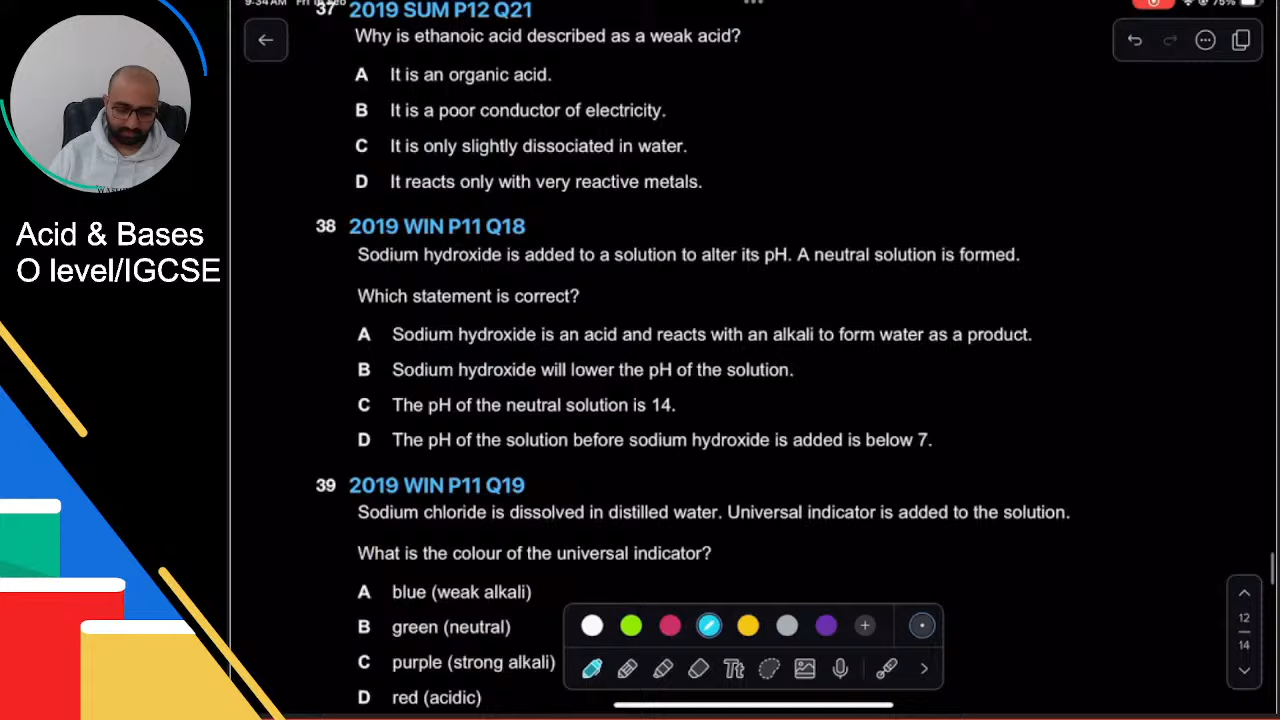 9:34 AM Fri
75%
37 2019 SUM P12 Q21
Why is ethanoic acid described as a weak acid?
A It is an organic acid.
B It is a poor conductor of electricity.
C It is only slightly dissociated in water.
D It reacts only with very reactive metals.
Acid & Bases
O level/IGCSE
38 2019 WIN P11 Q18
Sodium hydroxide is added to a solution to alter its pH. A neutral solution is formed.
Which statement is correct?
A Sodium hydroxide is an acid and reacts with an alkali to form water as a product.
B Sodium hydroxide will lower the pH of the solution.
C The pH of the neutral solution is 14.
D The pH of the solution before sodium hydroxide is added is below 7.
39 2019 WIN P11 Q19
Sodium chloride is dissolved in distilled water. Universal indicator is added to the solution.
What is the colour of the universal indicator?
A blue (weak alkali)
B green (neutral)
C purple (strong alkali)
D red (acidic)
Tt
12
14